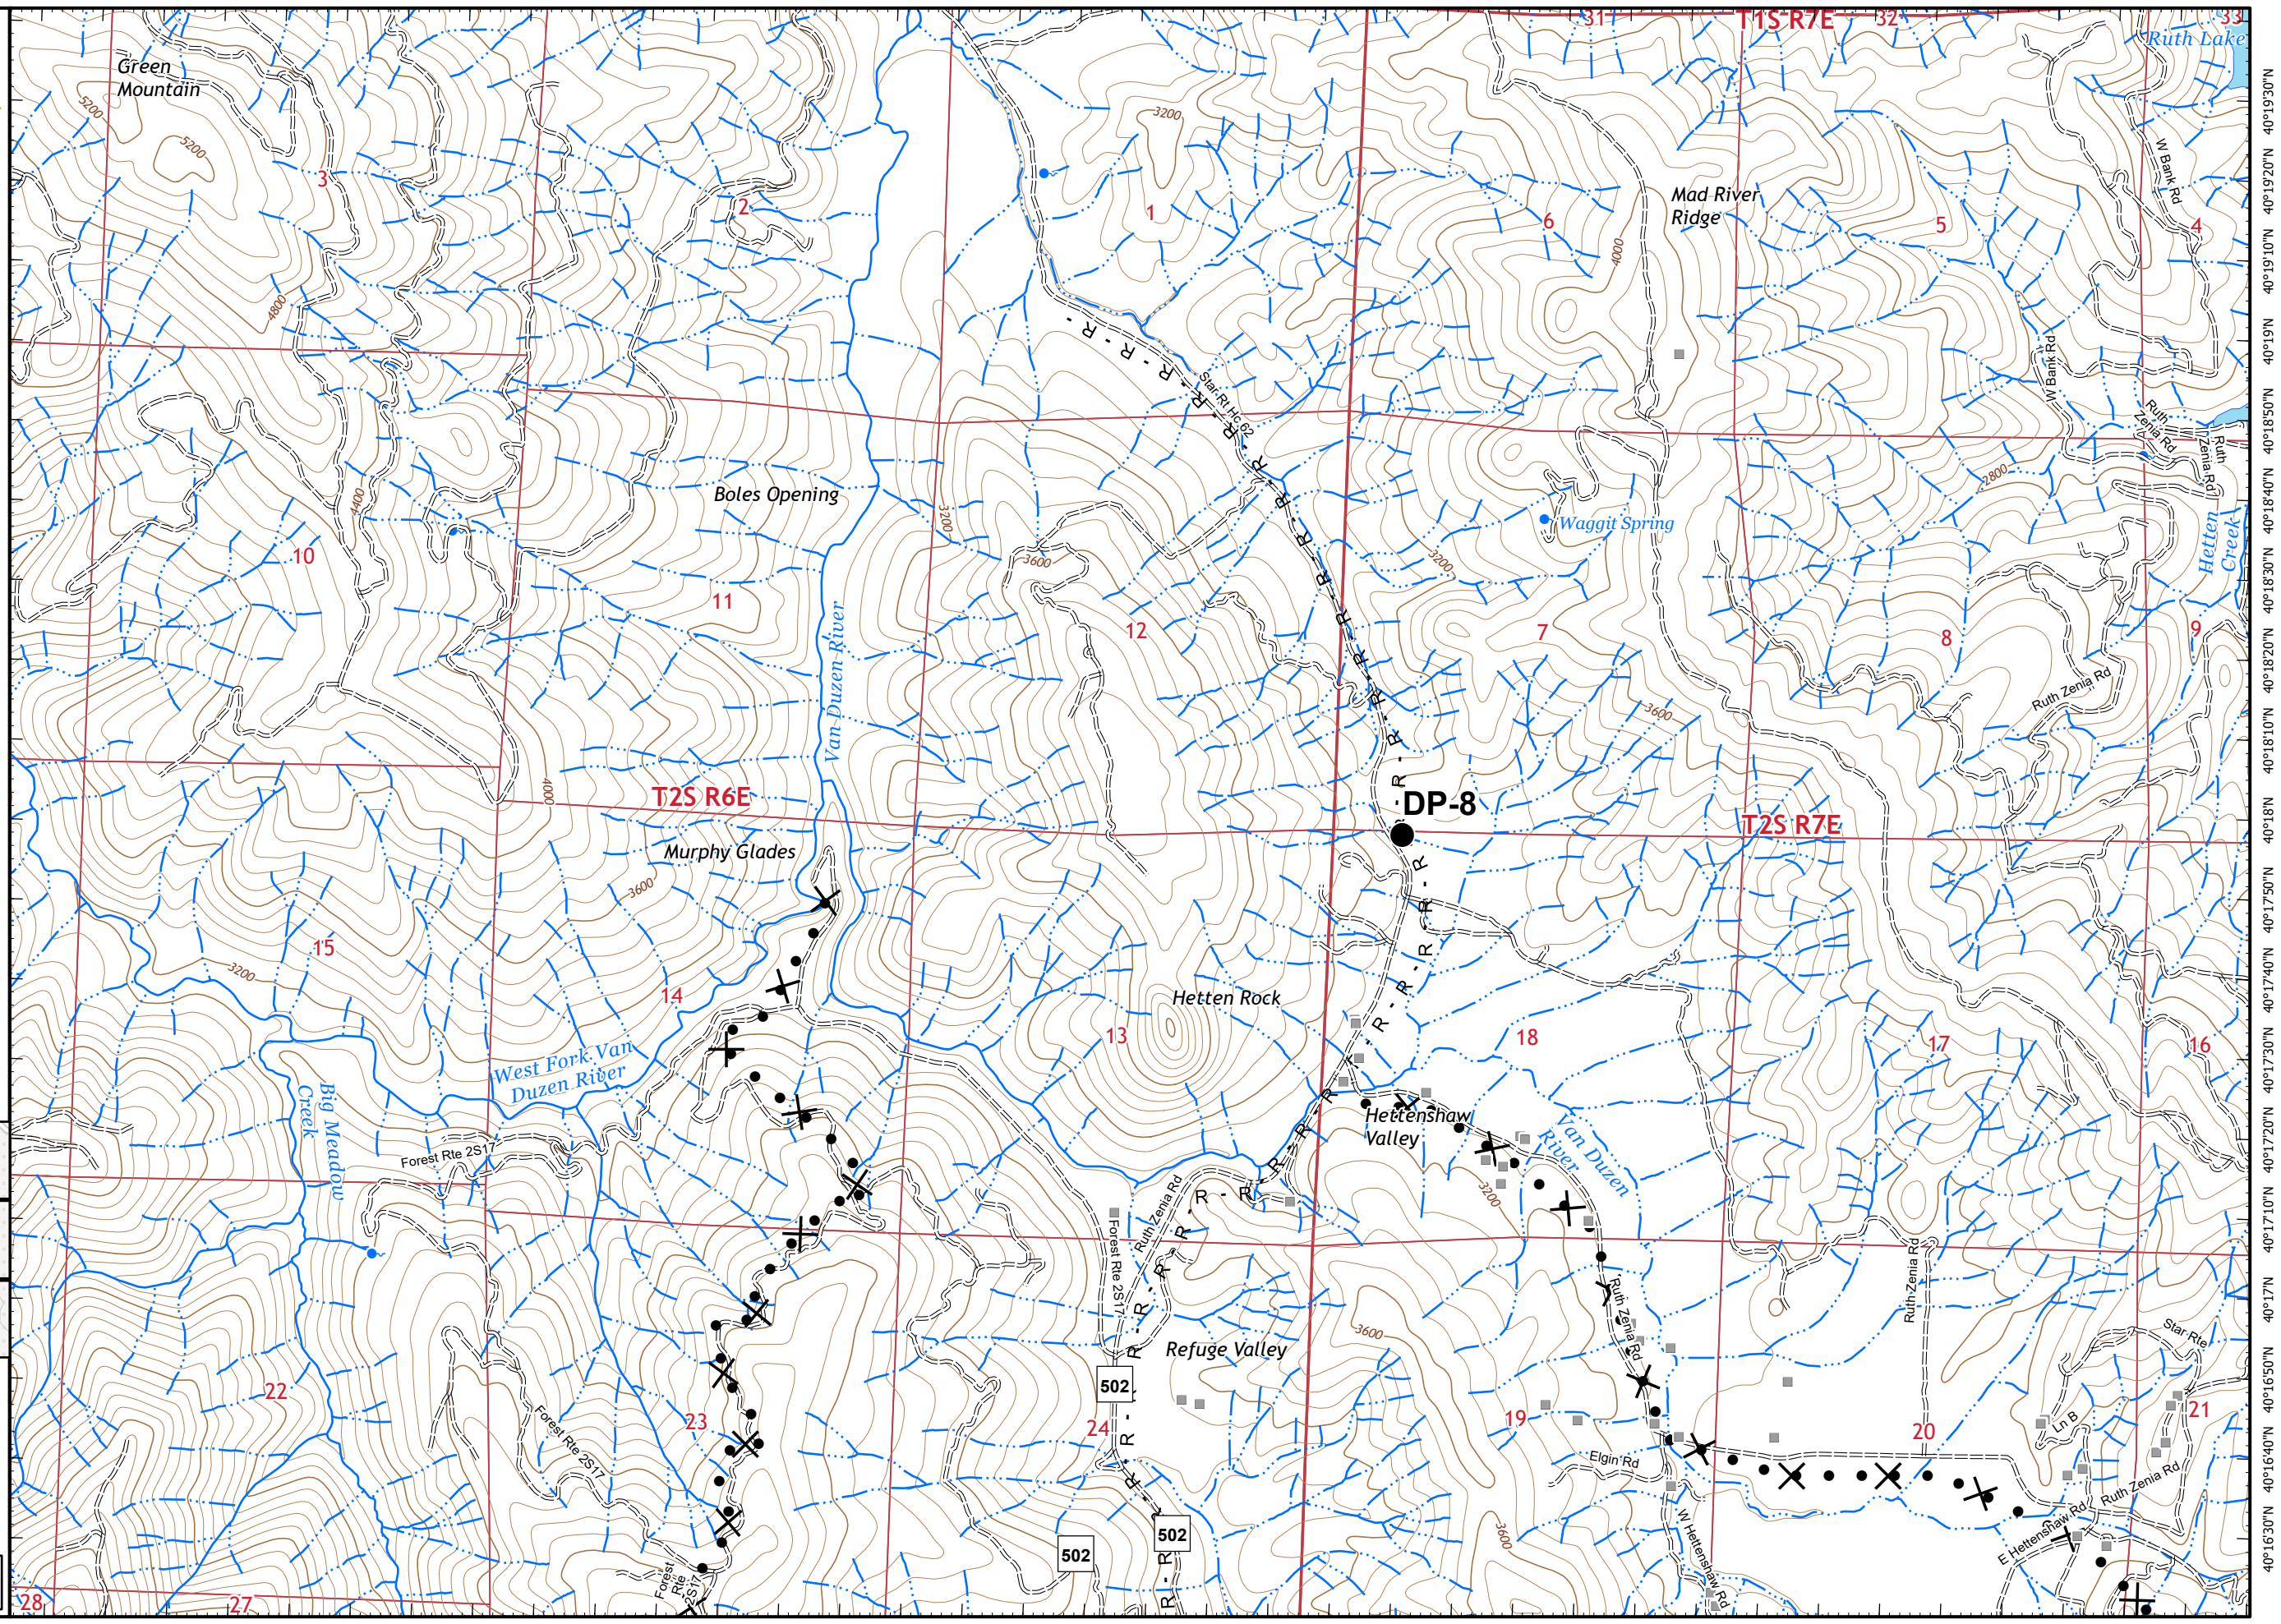 31
T1S R7E
32
33
Ruth Lake
Green
Mountain
5200
5200
3
2
3200
1
6
4000
Mad River
Ridge
5
W Bank Rd
4
40°19'30"N
40°19'20"N
40°19'10"N
40°19'N
40°18'50"N
40°18'40"N
40°18'30"N
40°18'20"N
40°18'10"N
40°18'N
40°17'50"N
40°17'40"N
40°17'30"N
40°17'20"N
40°17'10"N
40°17'N
40°16'50"N
40°16'40"N
40°16'30"N
4800
- R - R - R - R - R - R - R - R - R - R - R - R - R - R - R
Star Rt Hc 62
W Bank Rd
Ruth
Zenia Rd
Ruth
Zenia Rd
4400
Boles Opening
3200
Waggit Spring
2800
Hetten
Creek
10
3600
3200
11
12
7
8
9
Van Duzen River
Ruth Zenia Rd
3600
4000
T2S R6E
DP-8
T2S R7E
Murphy Glades
3600
15
3200
14
Hetten Rock
13
18
17
16
West Fork Van
Duzen River
Big Meadow
Creek
Hettenshaw
Valley
Van Duzen
River
Forest Rte 2S17
3200
Ruth Zenia Rd
Forest Rte 2S17
Ruth Zenia Rd
Ruth Zenia Rd
Star Rte
3600
Refuge Valley
502
22
23
24
19
20
21
Ln B
Forest Rte 2S17
Elgin Rd
Ruth Zenia Rd
W Hettenshaw Rd
E Hettenshaw Rd
3600
502
502
Forest
Rte
2S17
28
27